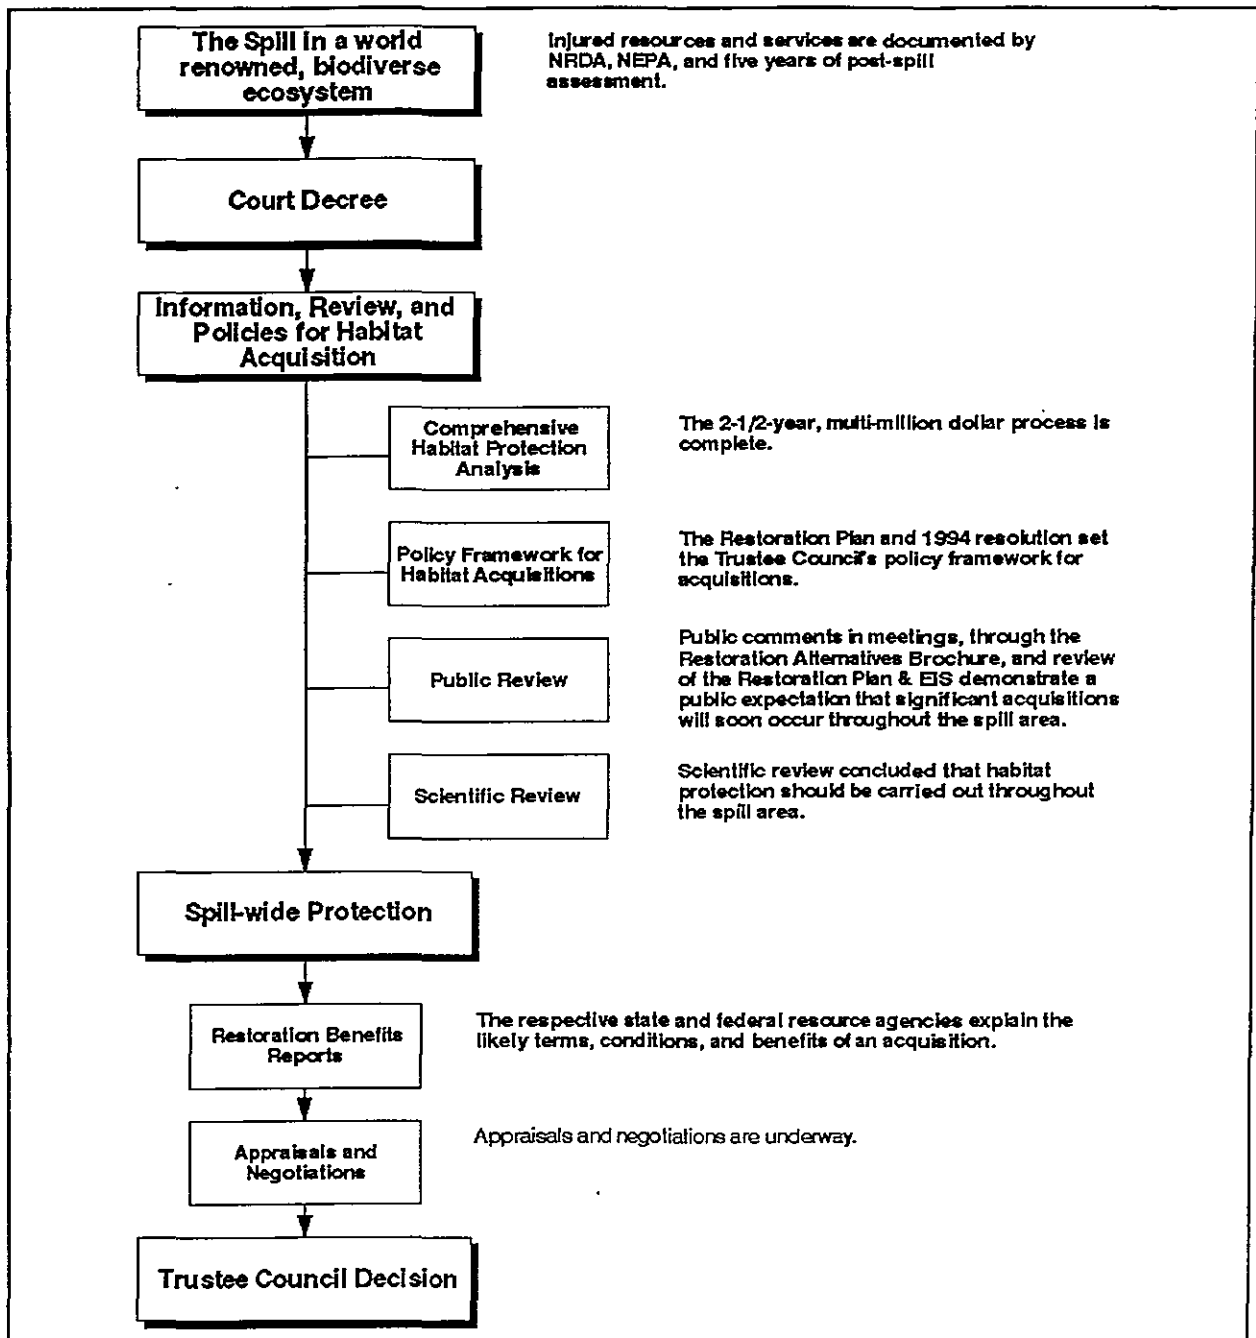 The Spill in a world
renowned, biodiverse
ecosystem
Injured resources and services are documented by
NRDA, NEPA, and five years of post-spill
assessment.
Court Decree
Information, Review, and
Policies for Habitat
Acquisition
Comprehensive
Habitat Protection
Analysis
The 2-1/2-year, multi-million dollar process is
complete.
Policy Framework for
Habitat Acquisitions
The Restoration Plan and 1994 resolution set
the Trustee Council's policy framework for
acquisitions.
Public Review
Public comments in meetings, through the
Restoration Alternatives Brochure, and review
of the Restoration Plan & EIS demonstrate a
public expectation that significant acquisitions
will soon occur throughout the spill area.
Scientific Review
Scientific review concluded that habitat
protection should be carried out throughout
the spill area.
Spill-wide Protection
Restoration Benefits
Reports
The respective state and federal resource agencies explain the
likely terms, conditions, and benefits of an acquisition.
Appraisals and
Negotiations
Appraisals and negotiations are underway.
Trustee Council Decision